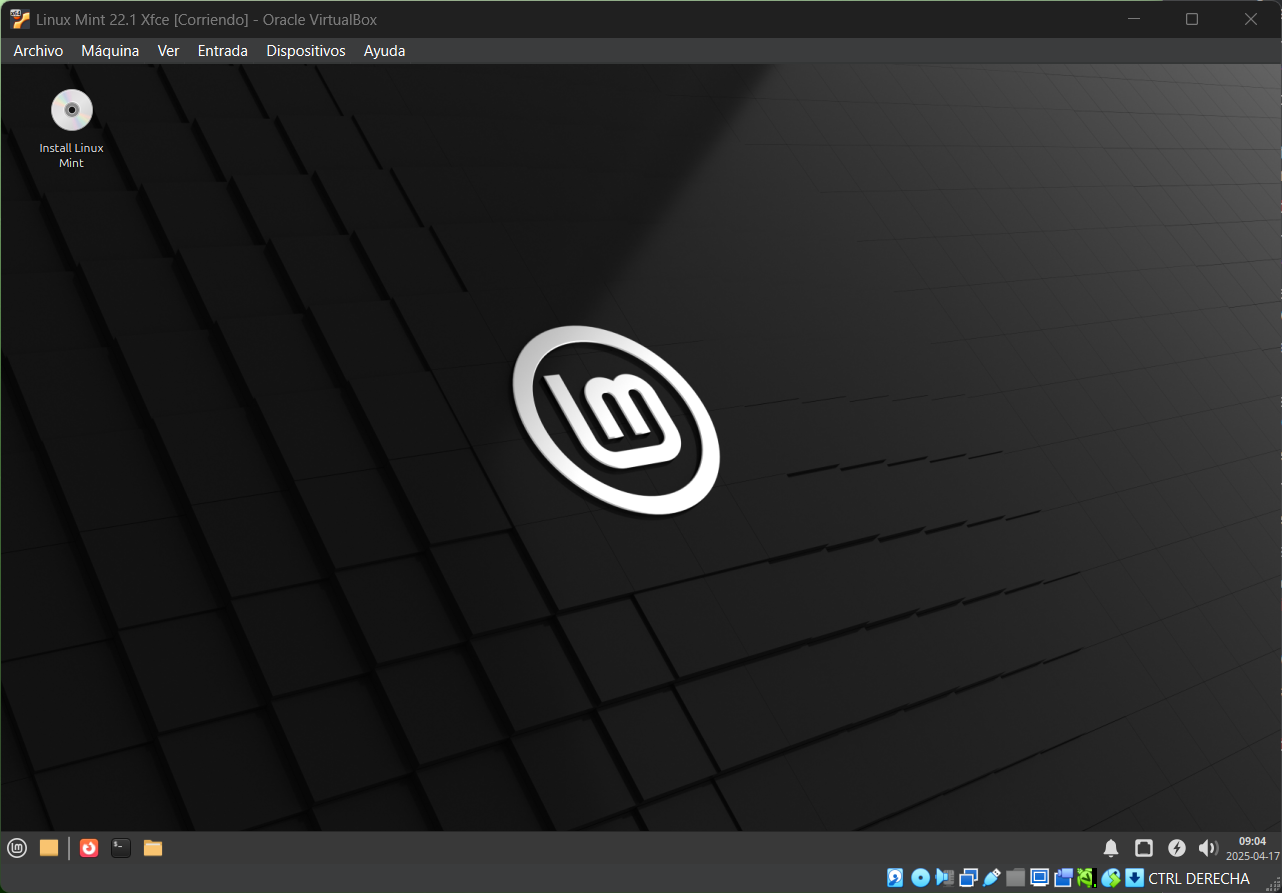 Linux Mint 22.1 Xfce [Corriendo] - Oracle VirtualBox
Archivo Máquina Ver Entrada Dispositivos Ayuda
Install Linux
Mint
09:04
2025-04-17
CTRL DERECHA